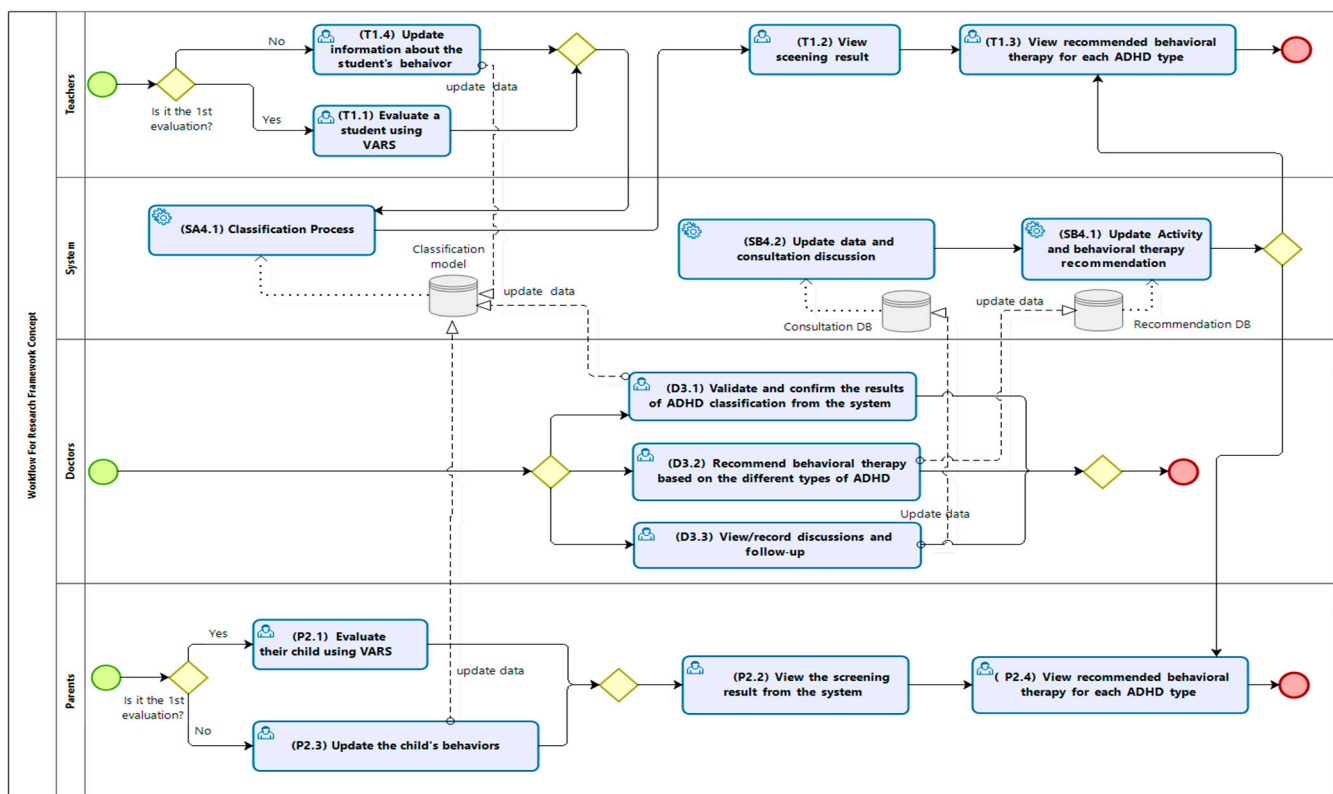 Workflow For Research Framework Concept
Teachers
No
(T1.4) Update
information about the
student's behaivor
Is it the 1st
evaluation?
Yes
(T1.1) Evaluate a
student using
VARS
update data
(T1.2) View
sceening result
(T1.3) View recommended behavioral
therapy for each ADHD type
System
(SA4.1) Classification Process
Classification
model
update data
(SB4.2) Update data and
consultation discussion
Consultation DB
(SB4.1) Update Activity
and behavioral therapy
recommendation
update data
Recommendation DB
Doctors
(D3.1) Validate and confirm the results
of ADHD classification from the system
(D3.2) Recommend behavioral therapy
based on the different types of ADHD
Update data
(D3.3) View/record discussions and
follow-up
Parents
Is it the 1st
evaluation?
Yes
(P2.1) Evaluate
their child using VARS
No
(P2.3) Update the child's behaviors
update data
(P2.2) View the screening
result from the system
( P2.4) View recommended behavioral
therapy for each ADHD type